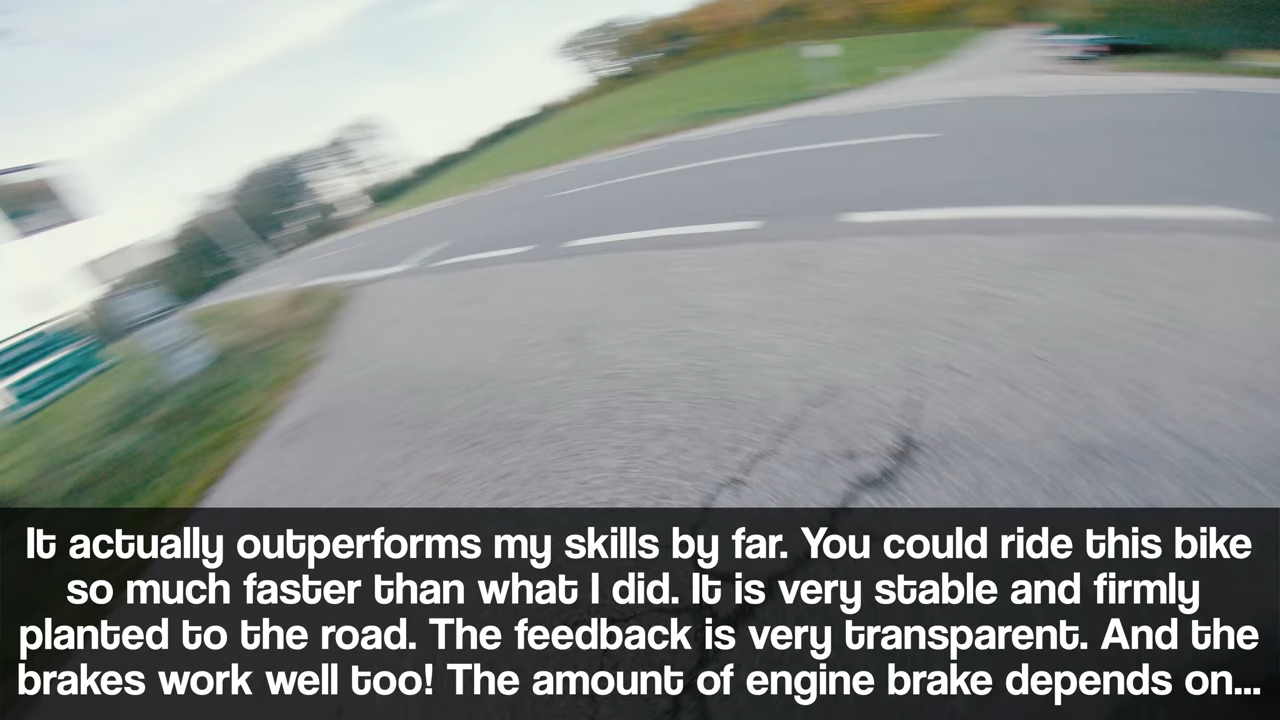 It actually outperforms my skills by far. You could ride this bike
so much faster than what I did. It is very stable and firmly
planted to the road. The feedback is very transparent. And the
brakes work well too! The amount of engine brake depends on...